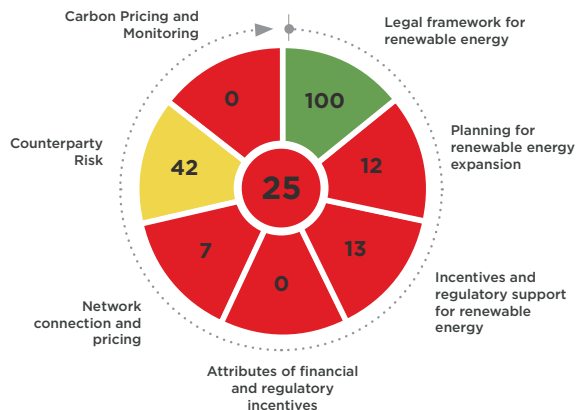 Carbon Pricing and
Monitoring
Legal framework for
renewable energy
0
100
Counterparty
Risk
42
25
12
Planning for
renewable energy
expansion
7
0
13
Network
connection and
pricing
Incentives and
regulatory support
for renewable
energy
Attributes of financial
and regulatory
incentives